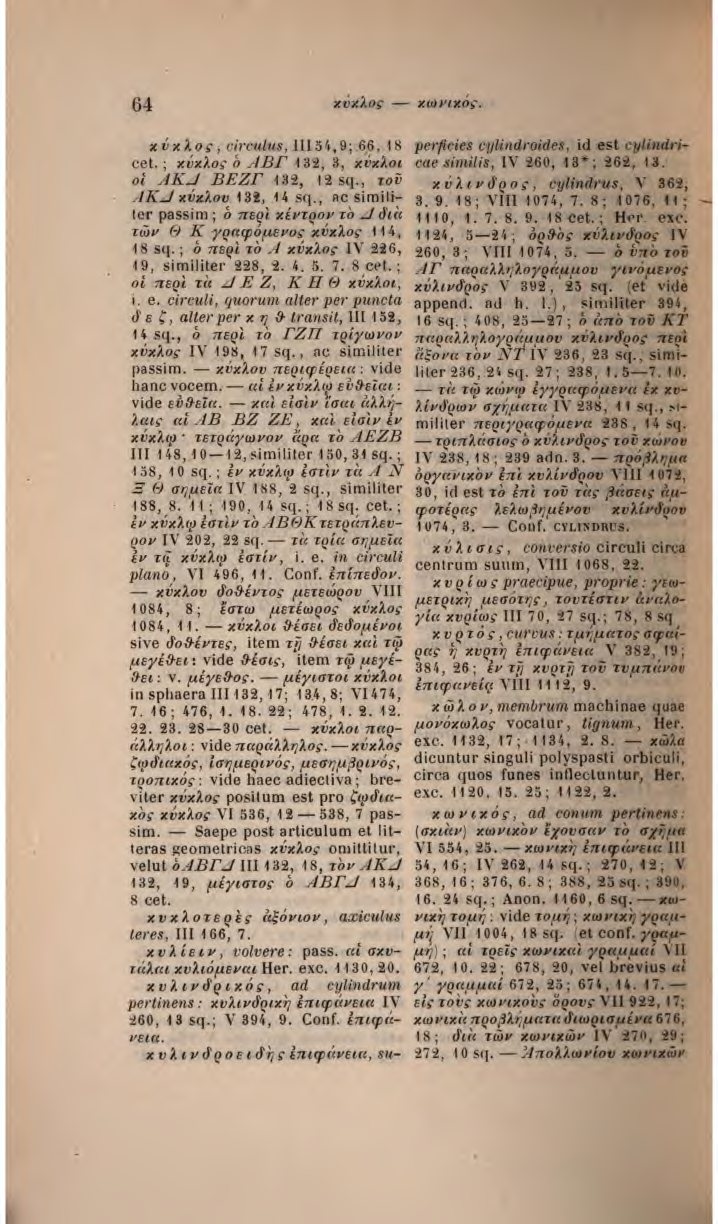 64
κύκλος — κωνικός.
κύκλος, circulus, III 54, 9; 66, 18
cet.; κύκλος ὁ ΑΒΓ 132, 3, κύκλοι
οἱ ΑΚΔ ΒΕΖΓ 132, 12 sq., τοῦ
ΑΚΔ κύκλου 132, 14 sq., ac simili-
ter passim; ὁ περὶ κέντρον τὸ Δ διὰ
τῶν Θ Κ γραφόμενος κύκλος 114,
18 sq.; ὁ περὶ τὸ Α κύκλος IV 226,
19, similiter 228, 2. 4. 5. 7. 8 cet.;
οἱ περὶ τὰ Δ Ε Ζ, Κ Η Θ κύκλοι,
i. e. circuli, quorum alter per puncta
δ ε ζ, alter per κ η θ transit, III 152,
14 sq., ὁ περὶ τὸ ΓΖΠ τρίγωνον
κύκλος IV 198, 17 sq., ac similiter
passim. — κύκλου περιφέρεια: vide
hanc vocem. — αἱ ἐν κύκλῳ εὐθεῖαι:
vide εὐθεῖα. — καὶ εἰσὶν ἴσαι ἀλλή-
λαις αἱ ΑΒ ΒΖ ΖΕ, καὶ εἰσὶν ἐν
κύκλῳ· τετράγωνον ἄρα τὸ ΑΕΖΒ
III 148, 10—12, similiter 150, 31 sq.;
158, 10 sq.; ἐν κύκλῳ ἐστὶν τὰ Α Ν
Ξ Θ σημεῖα IV 188, 2 sq., similiter
188, 8. 11; 190, 14 sq.; 18 sq. cet.;
ἐν κύκλῳ ἐστὶν τὸ ΑΒΘΚ τετράπλευ-
ρον IV 202, 22 sq. — τὰ τρία σημεῖα
ἐν τῷ κύκλῳ ἐστίν, i. e. in circuli
plano, VI 496, 11. Conf. ἐπίπεδον.
— κύκλου δοθέντος μετεώρου VIII
1084, 8; ἔστω μετέωρος κύκλος
1084, 11. — κύκλοι θέσει δεδομένοι
sive δοθέντες, item τῇ θέσει καὶ τῷ
μεγέθει: vide θέσις, item τῷ μεγέ-
θει: v. μέγεθος. — μέγιστοι κύκλοι
in sphaera III 132, 17; 134, 8; VI 474,
7. 16; 476, 1. 18. 22; 478, 1. 2. 12.
22. 23. 28—30 cet. — κύκλοι παρ-
άλληλοι: vide παράλληλος. — κύκλος
ζῳδιακός, ἰσημερινός, μεσημβρινός,
τροπικός: vide haec adiectiva; bre-
viter κύκλος positum est pro ζῳδια-
κὸς κύκλος VI 536, 12—538, 7 pas-
sim. — Saepe post articulum et lit-
teras geometricas κύκλος omittitur,
velut ὁ ΑΒΓΔ III 132, 18, τὸν ΑΚΔ
132, 19, μέγιστος ὁ ΑΒΓΔ 134,
8 cet.
κυκλοτερὲς ἀξόνιον, axiculus
teres, III 166, 7.
κυλίειν, volvere: pass. αἱ σκυ-
τάλαι κυλιόμεναι Her. exc. 1130, 20.
κυλινδρικός, ad cylindrum
pertinens: κυλινδρικὴ ἐπιφάνεια IV
260, 13 sq.; V 394, 9. Conf. ἐπιφά-
νεια.
κυλινδροειδὴς ἐπιφάνεια, su-
perficies cylindroides, id est cylindri-
cae similis, IV 260, 13*; 262, 13.
κύλινδρος, cylindrus, V 362,
3. 9. 18; VIII 1074, 7. 8; 1076, 11;
1110, 1. 7. 8. 9. 18 cet.; Her. exc.
1124, 5—24; ὀρθὸς κύλινδρος IV
260, 3; VIII 1074, 5. — ὁ ὑπὸ τοῦ
ΑΓ παραλληλογράμμου γινόμενος
κύλινδρος V 392, 25 sq. (et vide
append. ad h. l.), similiter 394,
16 sq.; 408, 25—27; ὁ ἀπὸ τοῦ ΚΤ
παραλληλογράμμου κύλινδρος περὶ
ἄξονα τὸν ΝΤ IV 236, 23 sq., simi-
liter 236, 24 sq. 27; 238, 1. 5—7. 10.
— τὰ τῷ κώνῳ ἐγγραφόμενα ἐκ κυ-
λίνδρων σχήματα IV 238, 11 sq., si-
militer περιγραφόμενα 238, 14 sq.
— τριπλάσιος ὁ κύλινδρος τοῦ κώνου
IV 238, 18; 239 adn. 3. — πρόβλημα
ὀργανικὸν ἐπὶ κυλίνδρου VIII 1072,
30, id est τὸ ἐπὶ τοῦ τὰς βάσεις ἀμ-
φοτέρας λελωβημένου κυλίνδρου
1074, 3. — Conf. CYLINDRUS.
κύλισις, conversio circuli circa
centrum suum, VIII 1068, 22.
κυρίως praecipue, proprie: γεω-
μετρικὴ μεσότης, τουτέστιν ἀναλο-
γία κυρίως III 70, 27 sq.; 78, 8 sq
κυρτός, curvus: τμήματος σφαί-
ρας ἡ κυρτὴ ἐπιφάνεια V 382, 19;
384, 26; ἐν τῇ κυρτῇ τοῦ τυμπάνου
ἐπιφανείᾳ VIII 1112, 9.
κῶλον, membrum machinae quae
μονόκωλος vocatur, tignum, Her.
exc. 1132, 17; 1134, 2. 8. — κῶλα
dicuntur singuli polyspasti orbiculi,
circa quos funes inflectuntur, Her.
exc. 1120, 15. 25; 1122, 2.
κωνικός, ad conum pertinens:
(σκιὰν) κωνικὸν ἔχουσαν τὸ σχῆμα
VI 554, 25. — κωνικὴ ἐπιφάνεια III
54, 16; IV 262, 14 sq.; 270, 12; V
368, 16; 376, 6. 8; 388, 25 sq.; 390,
16. 24 sq.; Anon. 1160, 6 sq. — κω-
νικὴ τομή: vide τομή; κωνικὴ γραμ-
μή VII 1004, 18 sq. (et conf. γραμ-
μή); αἱ τρεῖς κωνικαὶ γραμμαί VII
672, 10. 22; 678, 20, vel brevius αἱ
γ΄ γραμμαί 672, 25; 674, 14. 17. —
εἰς τοὺς κωνικοὺς ὅρους VII 922, 17;
κωνικὰ προβλήματα διωρισμένα 676,
18; διὰ τῶν κωνικῶν IV 270, 29;
272, 10 sq. — Ἀπολλωνίου κωνικῶν